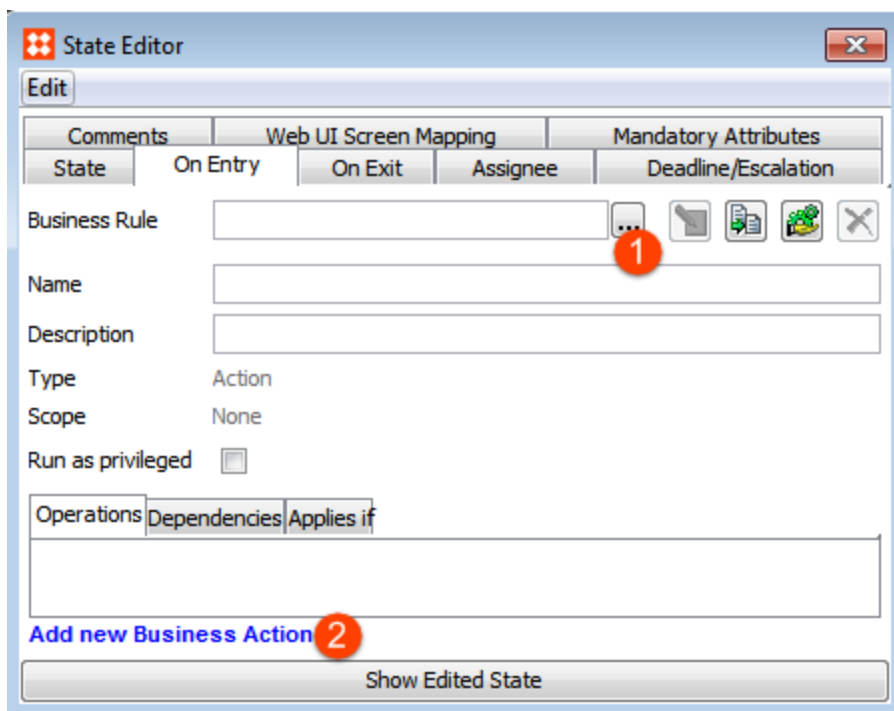 State Editor
Edit
Comments Web UI Screen Mapping Mandatory Attributes
State On Entry On Exit Assignee Deadline/Escalation
Business Rule ...
1
Name
Description
Type Action
Scope None
Run as privileged
Operations Dependencies Applies if
Add new Business Action 2
Show Edited State